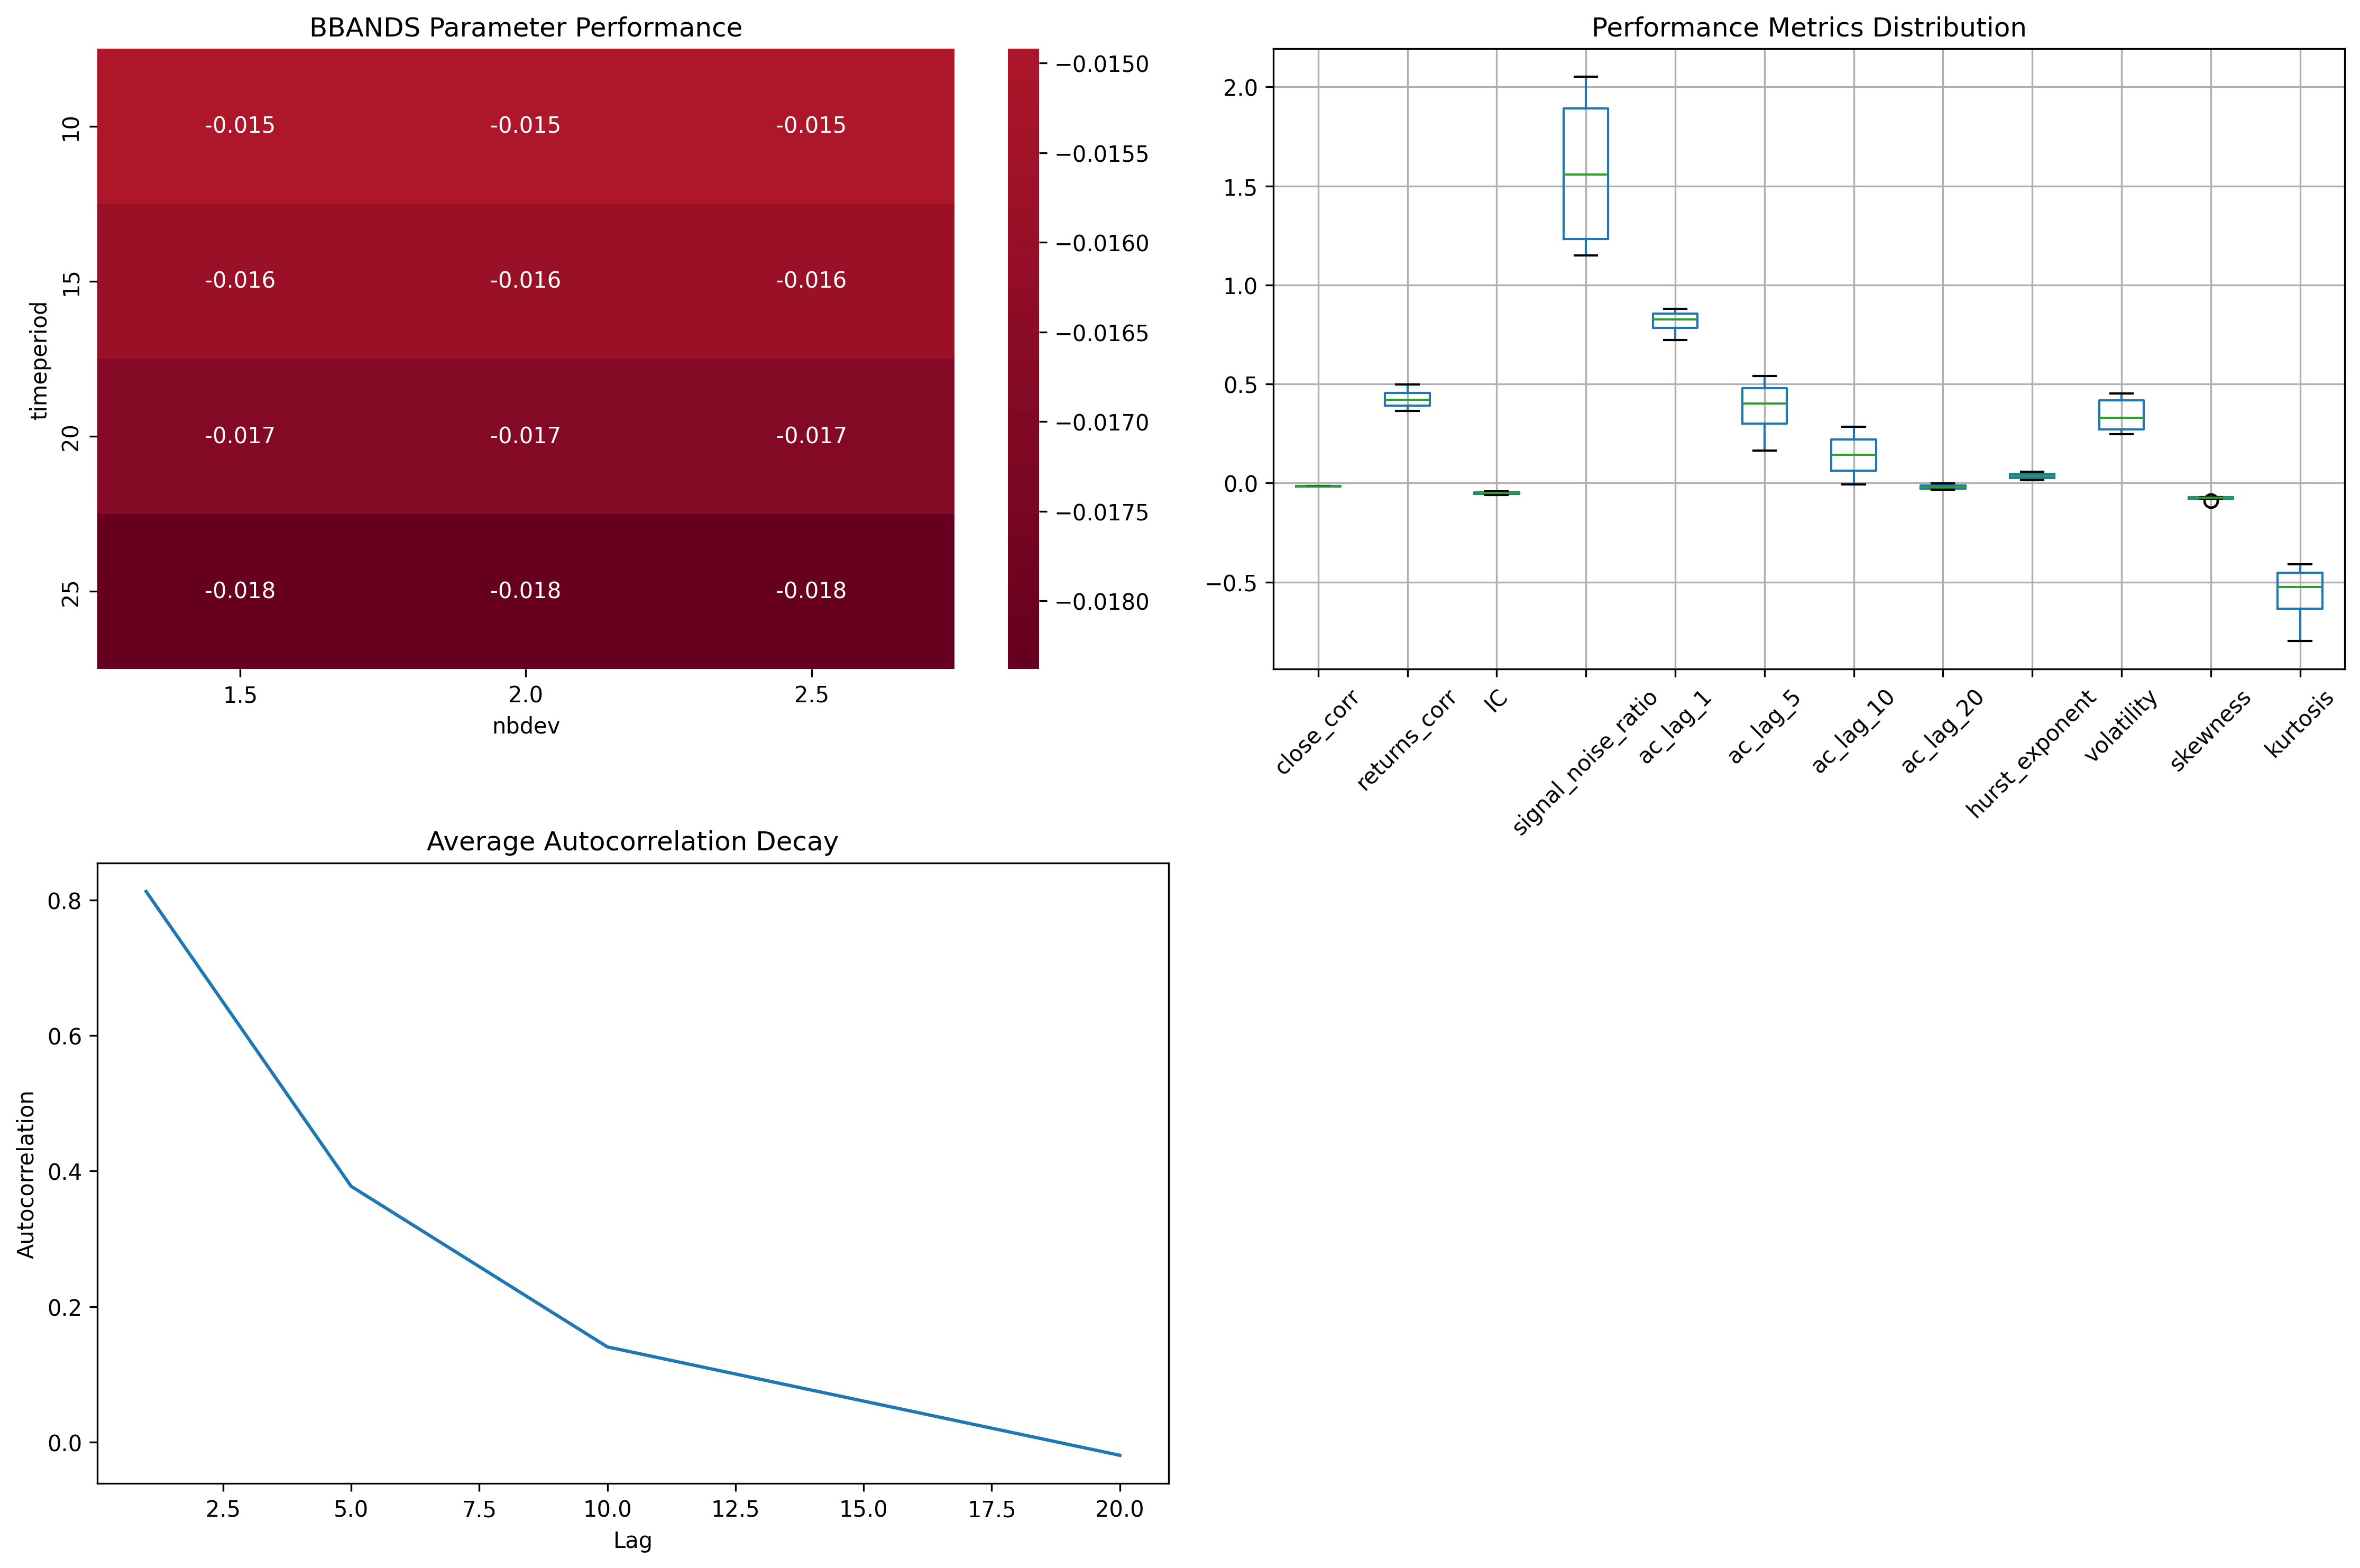 BBANDS Parameter Performance
timeperiod
10
15
20
25
-0.015 -0.015 -0.015
-0.016 -0.016 -0.016
-0.017 -0.017 -0.017
-0.018 -0.018 -0.018
1.5 2.0 2.5
nbdev
−0.0150
−0.0155
−0.0160
−0.0165
−0.0170
−0.0175
−0.0180
Performance Metrics Distribution
2.0
1.5
1.0
0.5
0.0
−0.5
close_corr
returns_corr
IC
signal_noise_ratio
ac_lag_1
ac_lag_5
ac_lag_10
ac_lag_20
hurst_exponent
volatility
skewness
kurtosis
Average Autocorrelation Decay
Autocorrelation
0.8
0.6
0.4
0.2
0.0
2.5 5.0 7.5 10.0 12.5 15.0 17.5 20.0
Lag